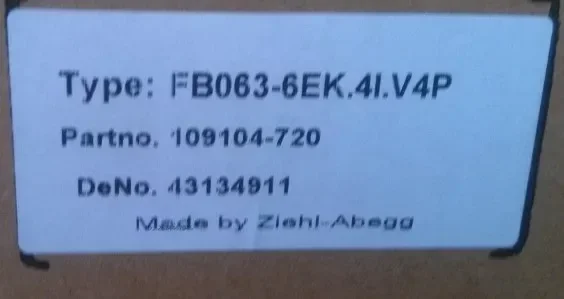 Type: FB063-6EK.4I.V4P
Partno. 109104-720
DeNo. 43134911
Made by Ziehl-Abegg